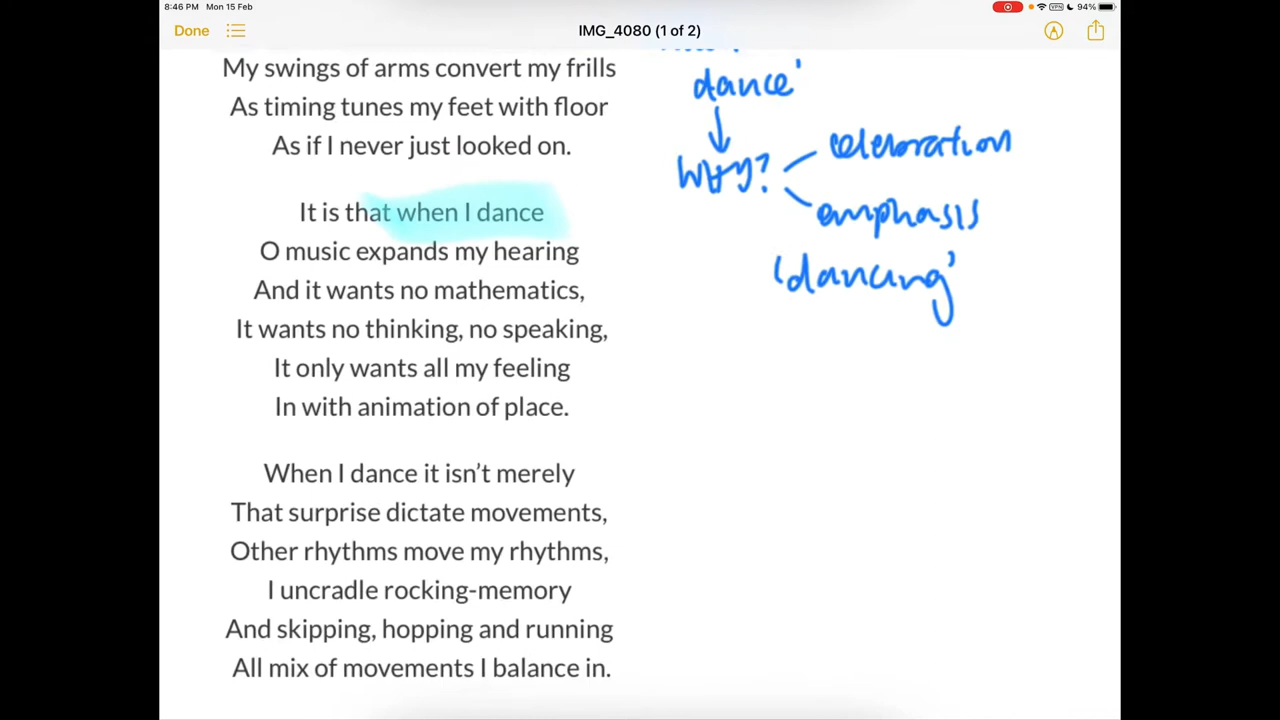 8:46 PM Mon 15 Feb
VPN 94%
Done
IMG_4080 (1 of 2)
My swings of arms convert my frills
As timing tunes my feet with floor
As if I never just looked on.
It is that when I dance
O music expands my hearing
And it wants no mathematics,
It wants no thinking, no speaking,
It only wants all my feeling
In with animation of place.
When I dance it isn’t merely
That surprise dictate movements,
Other rhythms move my rhythms,
I uncradle rocking-memory
And skipping, hopping and running
All mix of movements I balance in.
dance'
WHY?
celebration
emphasis
'dancing'